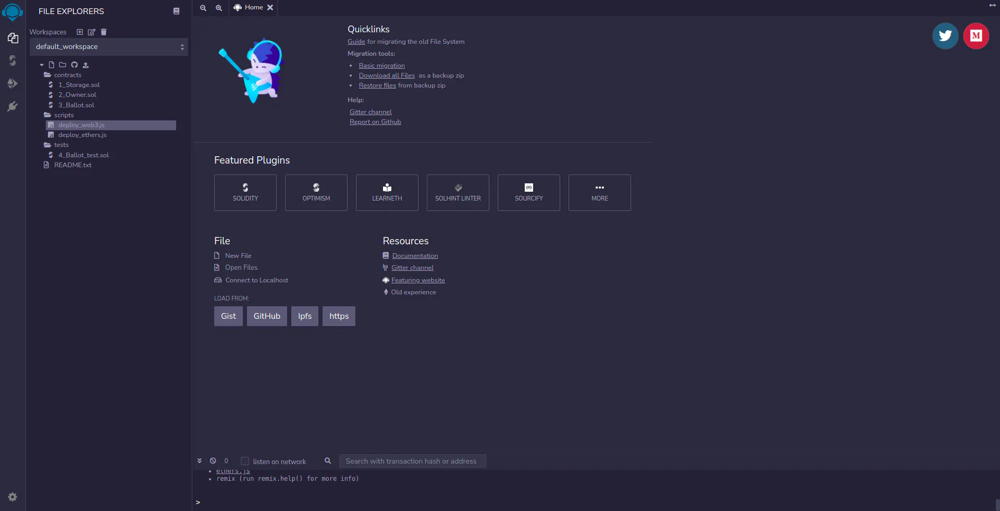 FILE EXPLORERS
Workspaces
default_workspace
contracts
1_Storage.sol
2_Owner.sol
3_Ballot.sol
scripts
JS deploy_web3.js
JS deploy_ethers.js
tests
4_Ballot_test.sol
README.txt
Home
Quicklinks
Guide for migrating the old File System
Migration tools:
• Basic migration
• Download all Files as a backup zip
• Restore files from backup zip
Help:
Gitter channel
Report on Github
M
Featured Plugins
SOLIDITY
OPTIMISM
LEARNETH
SOLHINT LINTER
SOURCIFY
MORE
File
New File
Open Files
Connect to Localhost
LOAD FROM:
Gist
GitHub
Ipfs
https
Resources
Documentation
Gitter channel
Featuring website
Old experience
0
listen on network
Search with transaction hash or address
• ethers.js
• remix (run remix.help() for more info)
>